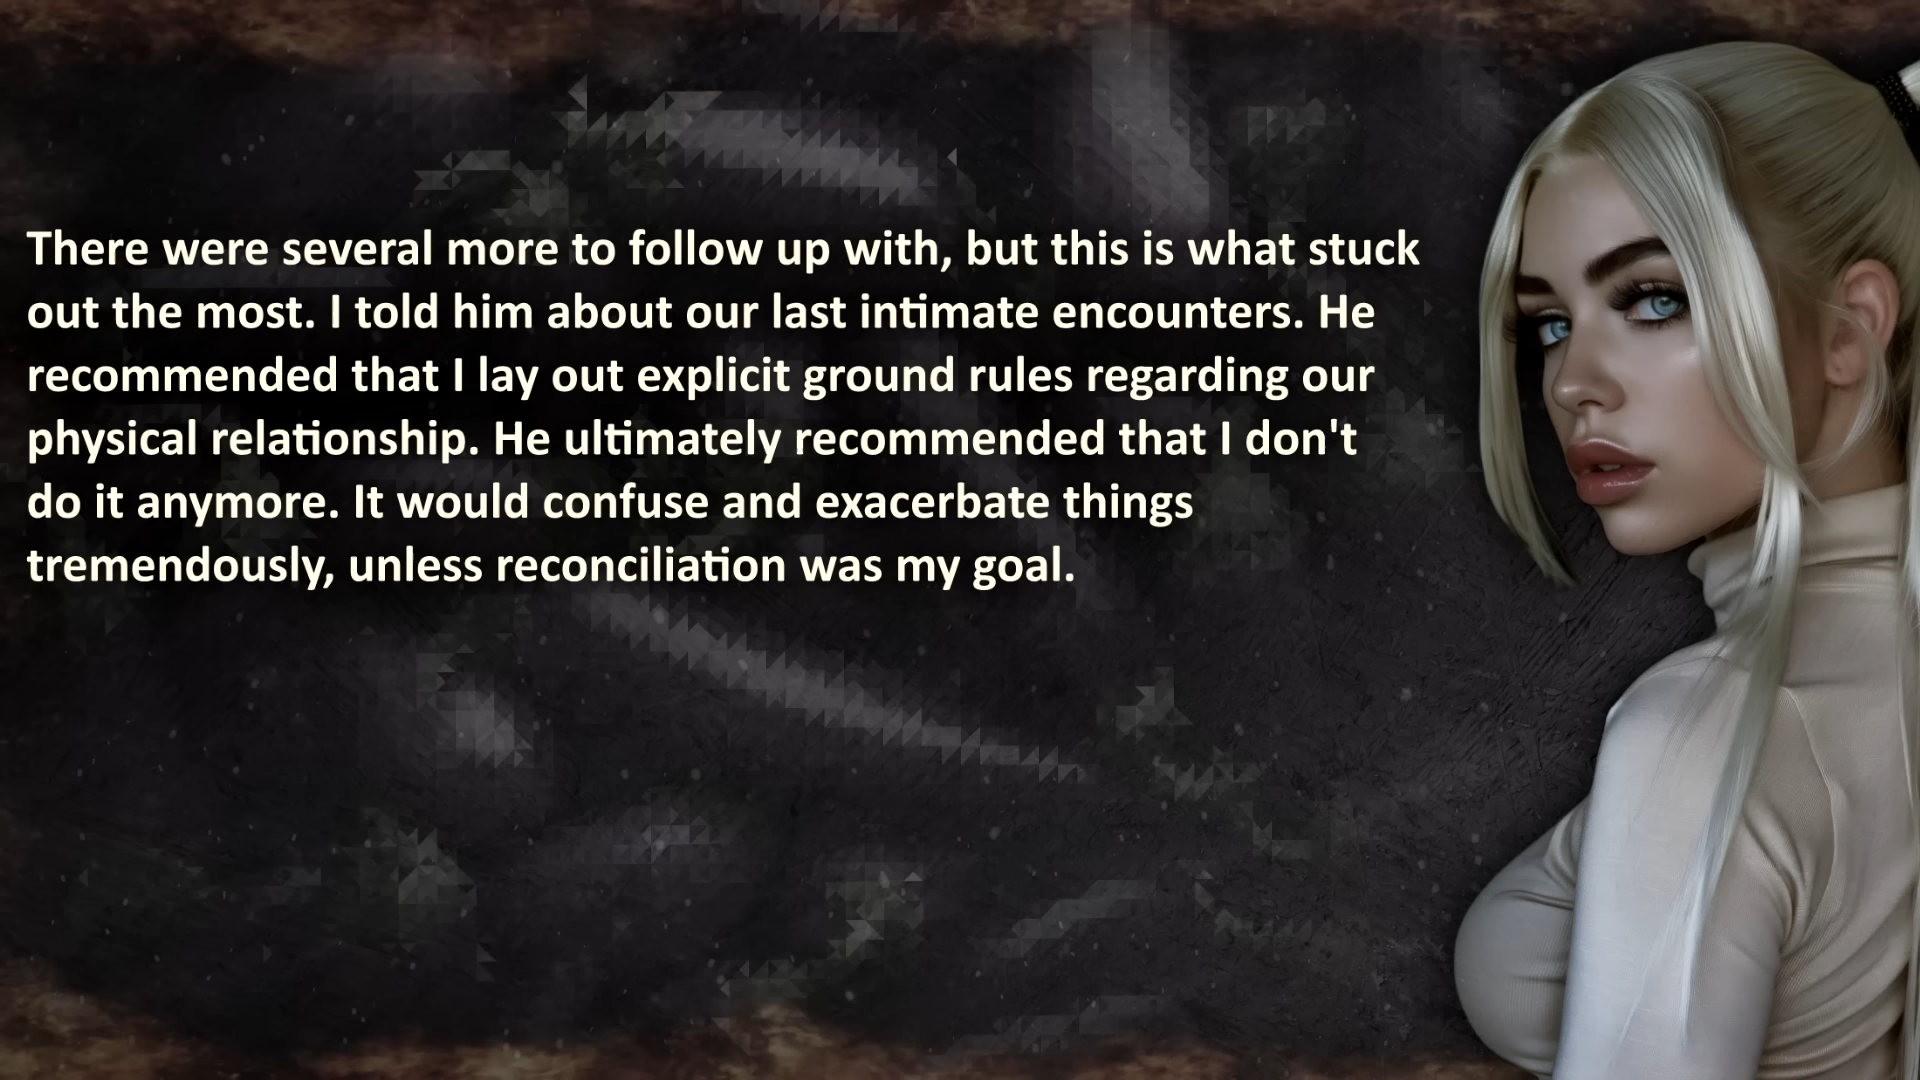 There were several more to follow up with, but this is what stuck
out the most. I told him about our last intimate encounters. He
recommended that I lay out explicit ground rules regarding our
physical relationship. He ultimately recommended that I don't
do it anymore. It would confuse and exacerbate things
tremendously, unless reconciliation was my goal.